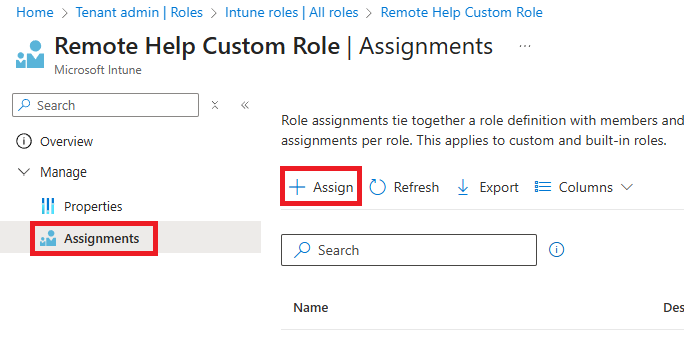 Home > Tenant admin | Roles > Intune roles | All roles > Remote Help Custom Role
Remote Help Custom Role | Assignments ...
Microsoft Intune
Search
Overview
Manage
Properties
Assignments
Role assignments tie together a role definition with members and
assignments per role. This applies to custom and built-in roles.
Assign Refresh Export Columns
Search
Name Des